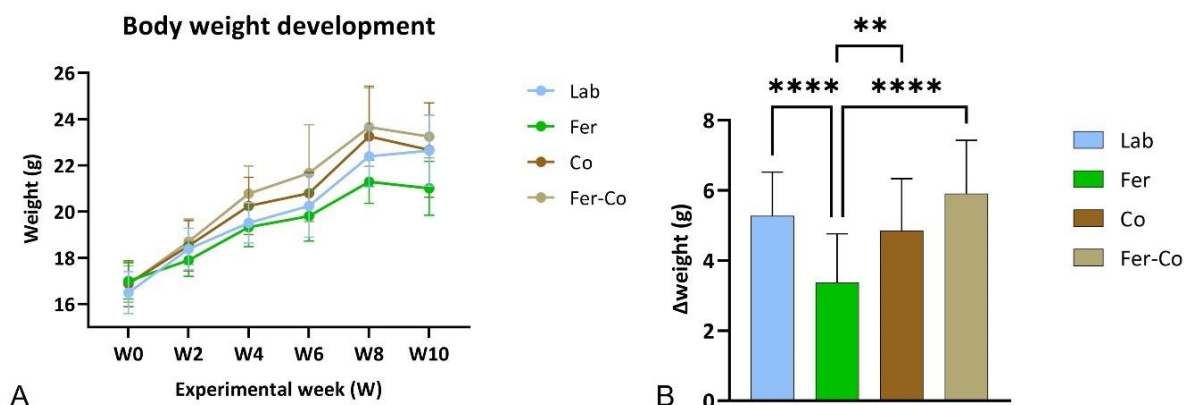 Body weight development
26
24
22
20
18
16
Weight (g)
W0 W2 W4 W6 W8 W10
Experimental week (W)
Lab
Fer
Co
Fer-Co
A
**
**** ****
8
6
4
2
0
Δweight (g)
Lab
Fer
Co
Fer-Co
B